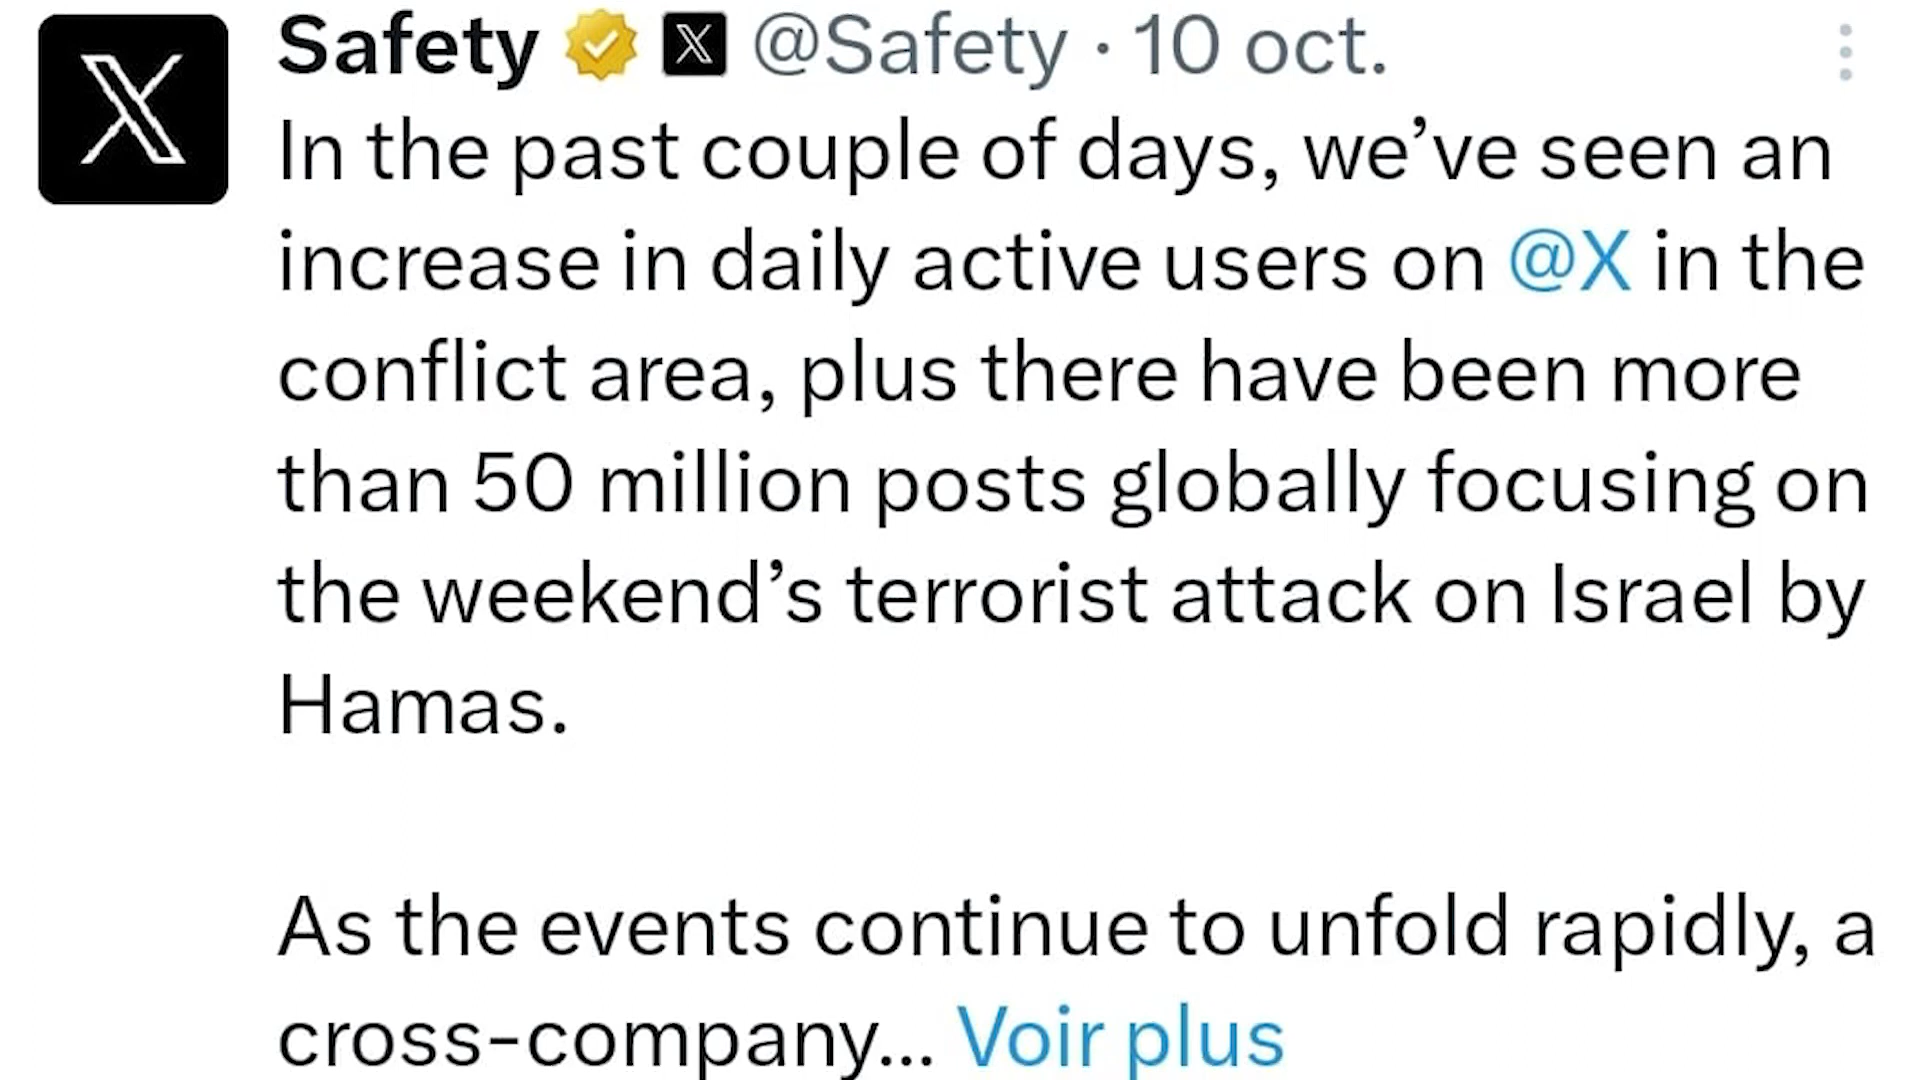 Safety @Safety · 10 oct.
In the past couple of days, we’ve seen an
increase in daily active users on @X in the
conflict area, plus there have been more
than 50 million posts globally focusing on
the weekend’s terrorist attack on Israel by
Hamas.
As the events continue to unfold rapidly, a
cross-company... Voir plus